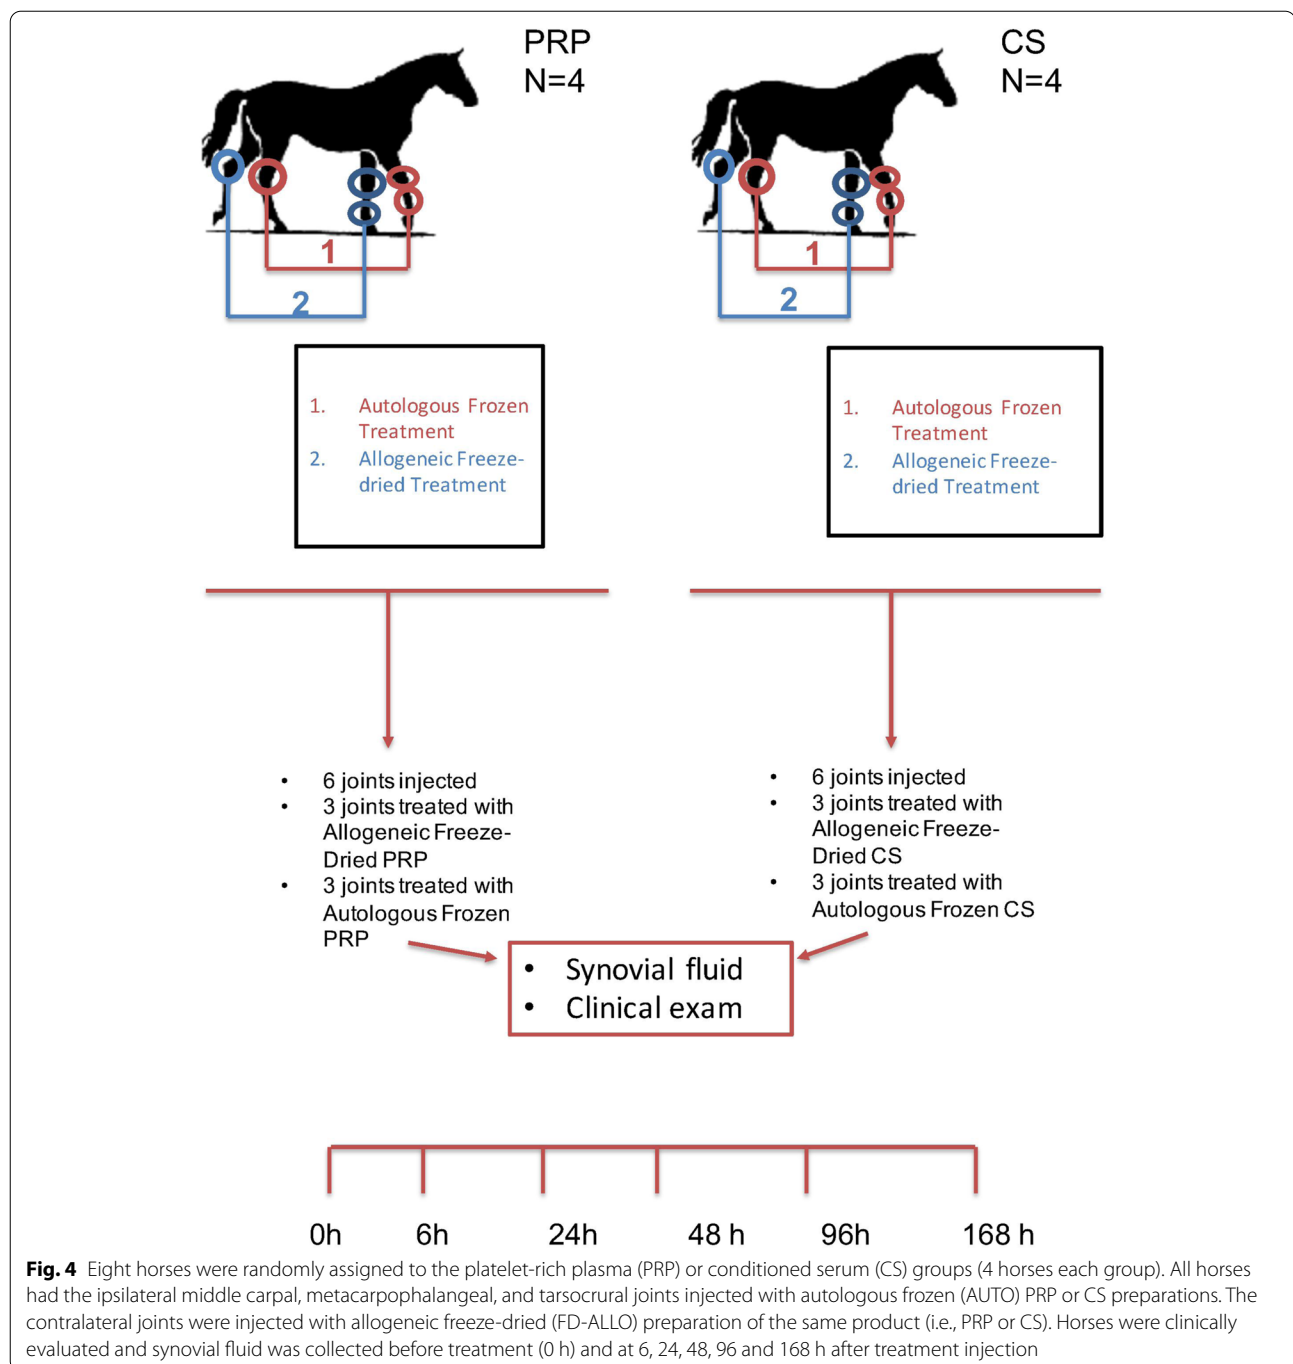 PRP
N=4
CS
N=4
1
2
1
2
1. Autologous Frozen
Treatment
2. Allogeneic Freeze-
dried Treatment
1. Autologous Frozen
Treatment
2. Allogeneic Freeze-
dried Treatment
• 6 joints injected
• 3 joints treated with
Allogeneic Freeze-
Dried PRP
• 3 joints treated with
Autologous Frozen
PRP
• 6 joints injected
• 3 joints treated with
Allogeneic Freeze-
Dried CS
• 3 joints treated with
Autologous Frozen CS
• Synovial fluid
• Clinical exam
0h 6h 24h 48 h 96h 168 h
Fig. 4 Eight horses were randomly assigned to the platelet-rich plasma (PRP) or conditioned serum (CS) groups (4 horses each group). All horses
had the ipsilateral middle carpal, metacarpophalangeal, and tarsocrural joints injected with autologous frozen (AUTO) PRP or CS preparations. The
contralateral joints were injected with allogeneic freeze-dried (FD-ALLO) preparation of the same product (i.e., PRP or CS). Horses were clinically
evaluated and synovial fluid was collected before treatment (0 h) and at 6, 24, 48, 96 and 168 h after treatment injection